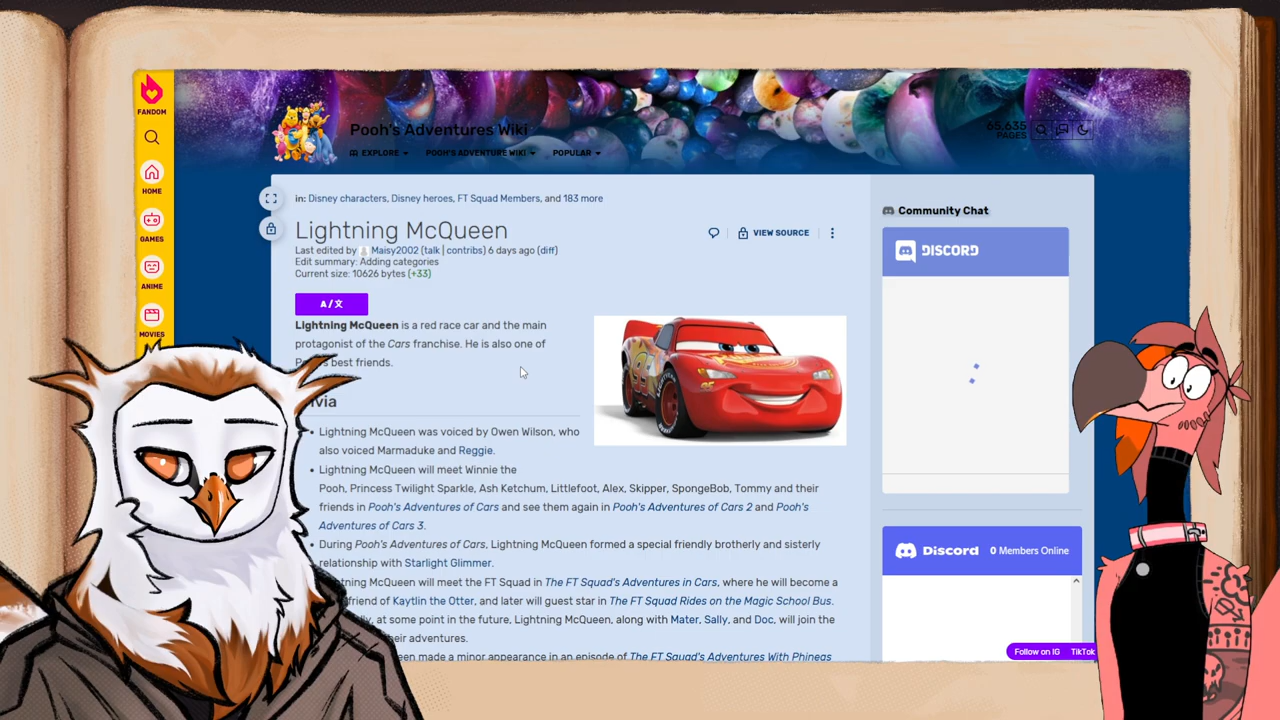 FANDOM
HOME
GAMES
ANIME
MOVIES
Pooh's Adventures Wiki
EXPLORE POOH'S ADVENTURE WIKI POPULAR
65,635
PAGES
in: Disney characters, Disney heroes, FT Squad Members, and 183 more
Lightning McQueen
VIEW SOURCE
Last edited by Maisy2002 (talk | contribs) 6 days ago (diff)
Edit summary: Adding categories
Current size: 10626 bytes (+33)
A / 文
Lightning McQueen is a red race car and the main
protagonist of the Cars franchise. He is also one of
best friends.
Lightning McQueen was voiced by Owen Wilson, who
also voiced Marmaduke and Reggie.
Lightning McQueen will meet Winnie the
Pooh, Princess Twilight Sparkle, Ash Ketchum, Littlefoot, Alex, Skipper, SpongeBob, Tommy and their
friends in Pooh's Adventures of Cars and see them again in Pooh's Adventures of Cars 2 and Pooh's
Adventures of Cars 3.
During Pooh's Adventures of Cars, Lightning McQueen formed a special friendly brotherly and sisterly
relationship with Starlight Glimmer.
McQueen will meet the FT Squad in The FT Squad's Adventures in Cars, where he will become a
friend of Kaytlin the Otter, and later will guest star in The FT Squad Rides on the Magic School Bus.
at some point in the future, Lightning McQueen, along with Mater, Sally, and Doc, will join the
their adventures.
made a minor appearance in an episode of The FT Squad's Adventures With Phineas
Community Chat
DISCORD
Discord 0 Members Online
Follow on IG TikTok